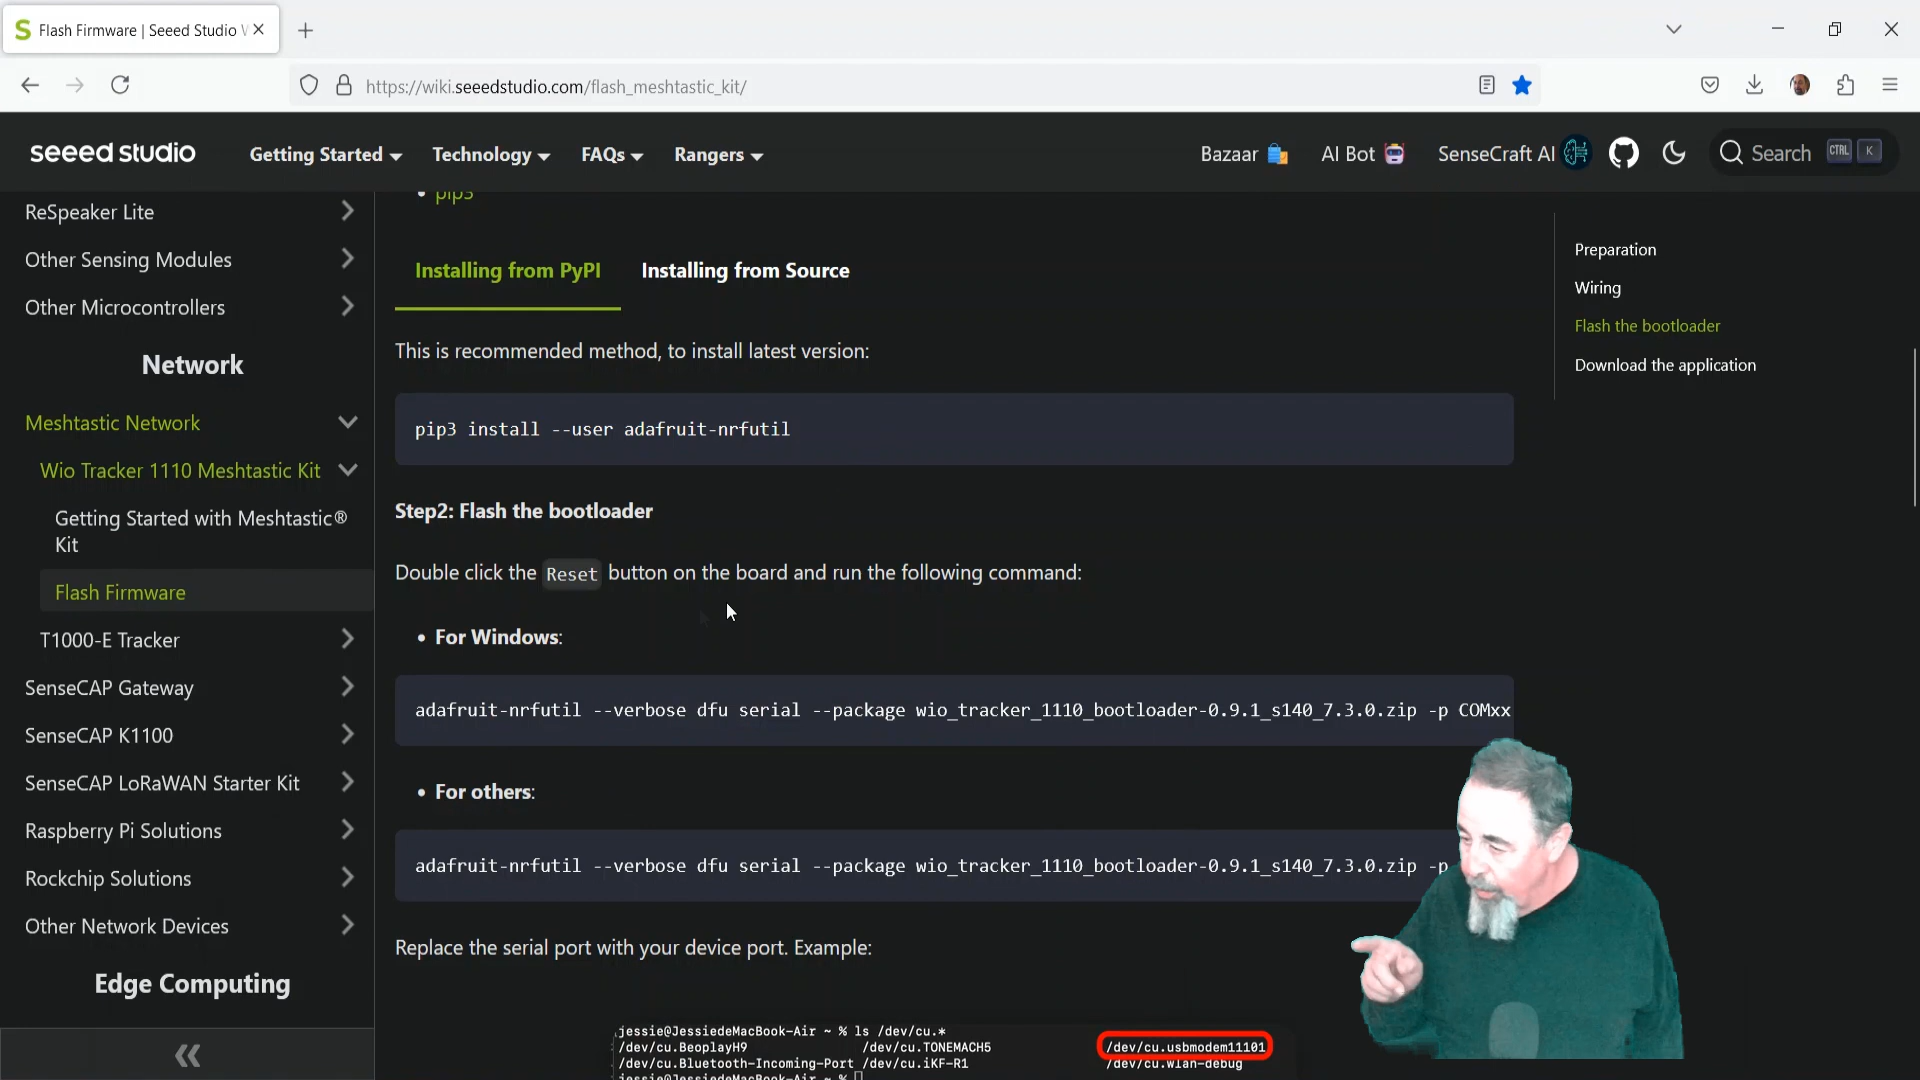 Flash Firmware | Seeed Studio W
https://wiki.seeedstudio.com/flash_meshtastic_kit/
seeed studio
Getting Started
Technology
FAQs
Rangers
Bazaar
AI Bot
SenseCraft AI
Search
CTRL
K
ReSpeaker Lite
Other Sensing Modules
Other Microcontrollers
Network
Meshtastic Network
Wio Tracker 1110 Meshtastic Kit
Getting Started with Meshtastic®
Kit
Flash Firmware
T1000-E Tracker
SenseCAP Gateway
SenseCAP K1100
SenseCAP LoRaWAN Starter Kit
Raspberry Pi Solutions
Rockchip Solutions
Other Network Devices
Edge Computing
pip3
Installing from PyPI
Installing from Source
This is recommended method, to install latest version:
pip3 install --user adafruit-nrfutil
Step2: Flash the bootloader
Double click the Reset button on the board and run the following command:
• For Windows:
adafruit-nrfutil --verbose dfu serial --package wio_tracker_1110_bootloader-0.9.1_s140_7.3.0.zip -p COMxx
• For others:
adafruit-nrfutil --verbose dfu serial --package wio_tracker_1110_bootloader-0.9.1_s140_7.3.0.zip -p
Replace the serial port with your device port. Example:
jessie@JessiedeMacBook-Air ~ % ls /dev/cu.*
/dev/cu.BeoplayH9 /dev/cu.TONEMACH5 /dev/cu.usbmodem11101
/dev/cu.Bluetooth-Incoming-Port /dev/cu.iKF-R1 /dev/cu.wlan-debug
jessie@JessiedeMacBook-Air ~ %
Preparation
Wiring
Flash the bootloader
Download the application